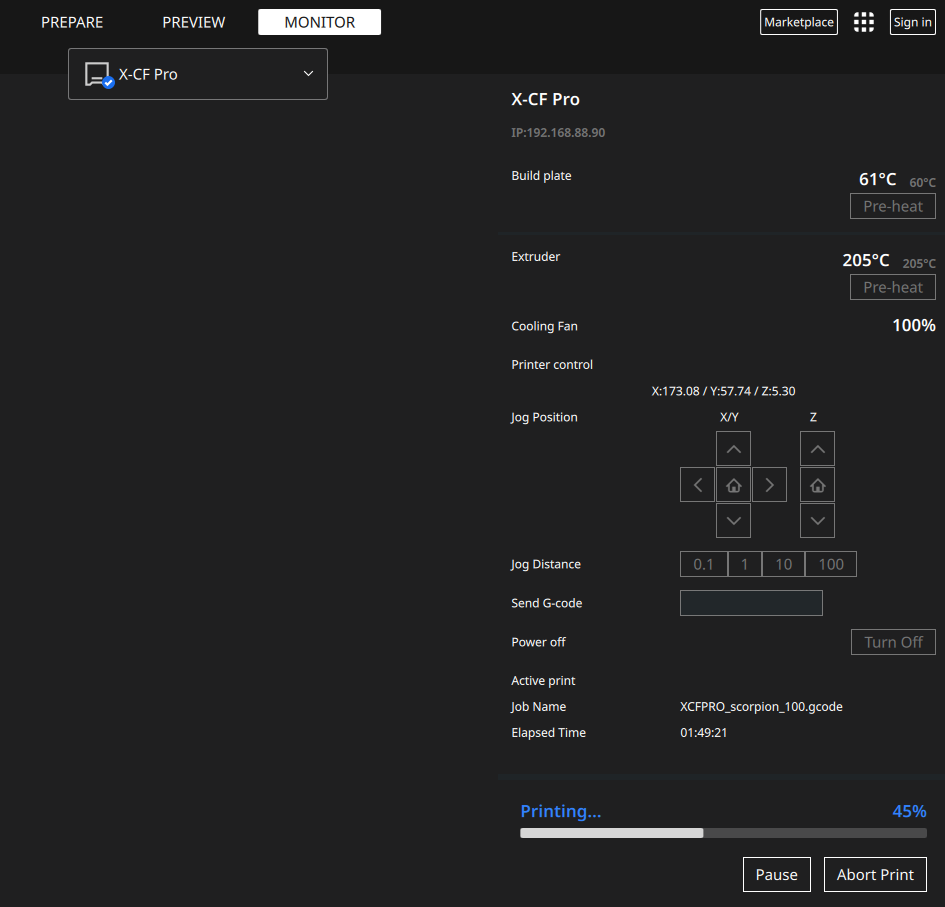 PREPARE PREVIEW MONITOR Marketplace Sign in
X-CF Pro
X-CF Pro
IP:192.168.88.90
Build plate 61°C 60°C
Pre-heat
Extruder 205°C 205°C
Pre-heat
Cooling Fan 100%
Printer control
X:173.08 / Y:57.74 / Z:5.30
Jog Position X/Y Z
Jog Distance 0.1 1 10 100
Send G-code
Power off Turn Off
Active print
Job Name XCFPRO_scorpion_100.gcode
Elapsed Time 01:49:21
Printing... 45%
Pause Abort Print